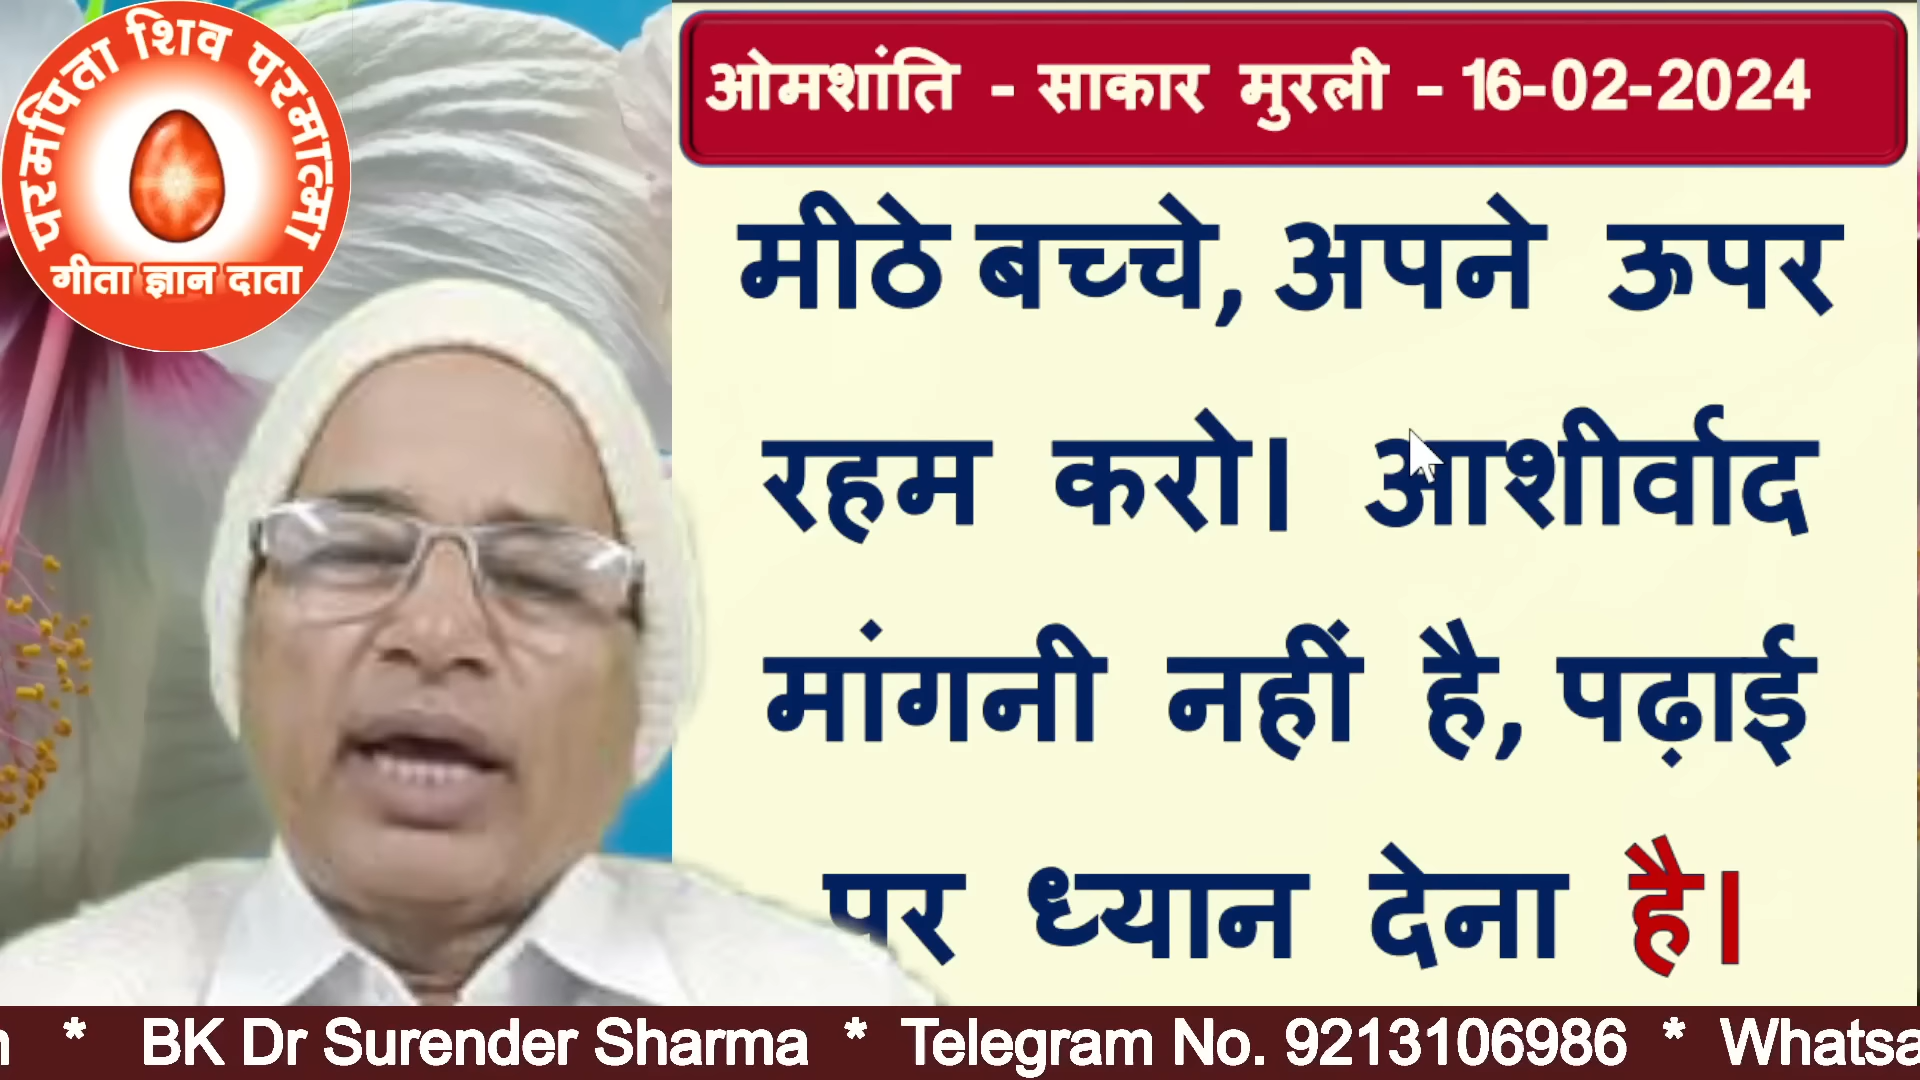 परमपिता शिव परमात्मा
गीता ज्ञान दाता
ओमशांति - साकार मुरली - 16-02-2024
मीठे बच्चे, अपने ऊपर
रहम करो। आशीर्वाद
मांगनी नहीं है, पढ़ाई
पर ध्यान देना है।
* BK Dr Surender Sharma * Telegram No. 9213106986 *